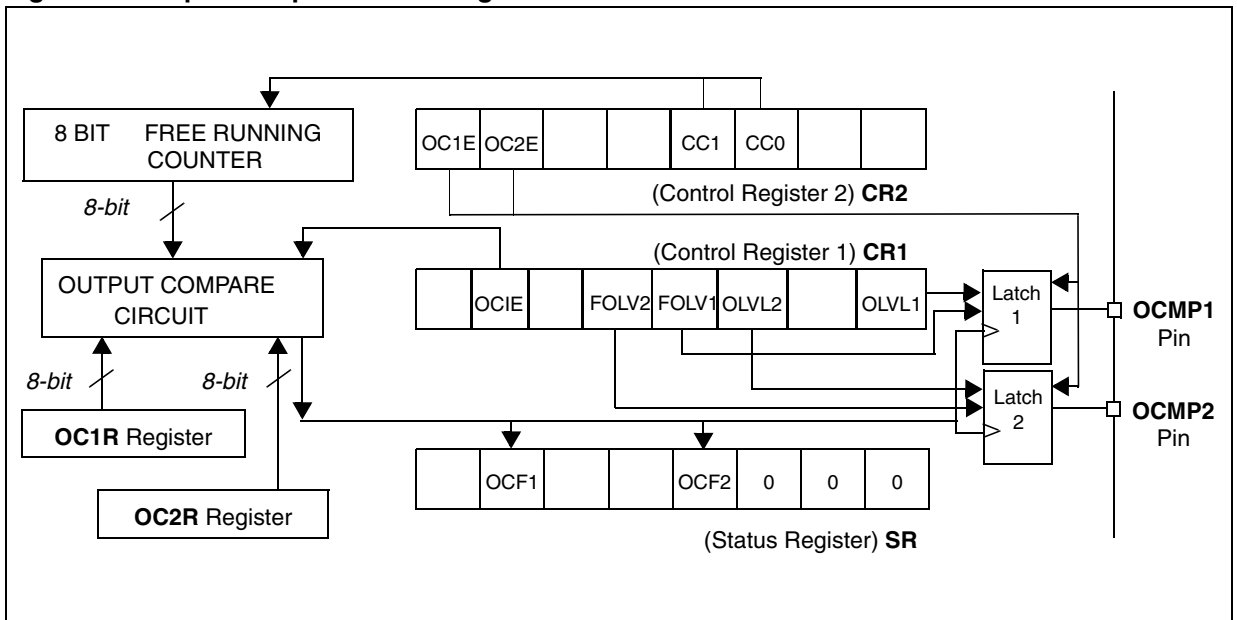 8 BIT FREE RUNNING
COUNTER
8-bit
OC1E OC2E CC1 CC0
(Control Register 2) CR2
OUTPUT COMPARE
CIRCUIT
(Control Register 1) CR1
OCIE FOLV2 FOLV1 OLVL2 OLVL1
Latch
1
OCMP1
Pin
8-bit 8-bit
Latch
2
OCMP2
Pin
OC1R Register
OC2R Register
OCF1 OCF2 0 0 0
(Status Register) SR